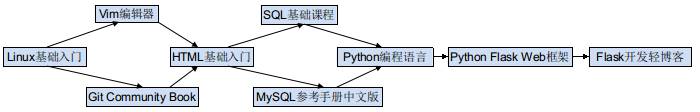 Linux基础入门
Vim编辑器
Git Community Book
HTML基础入门
SQL基础课程
MySQL参考手册中文版
Python编程语言
Python Flask Web框架
Flask开发轻博客